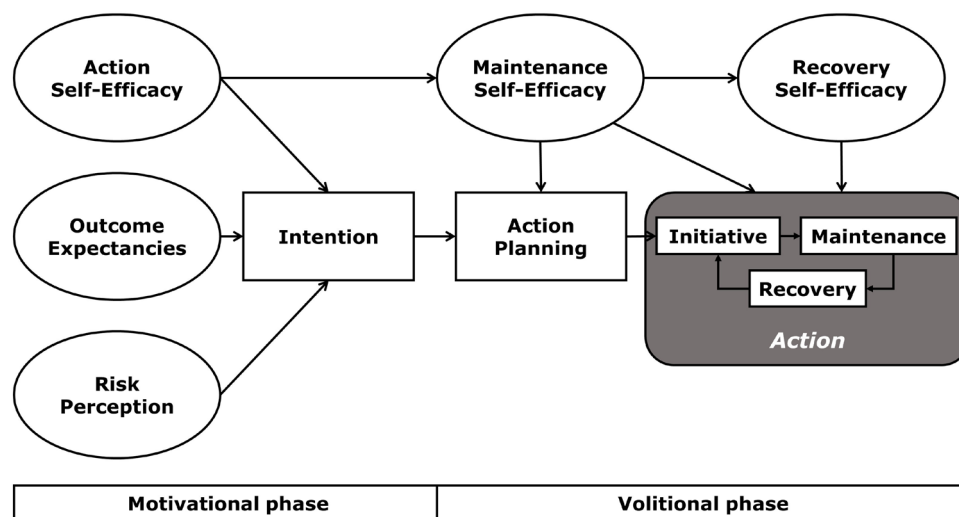 Action
Self-Efficacy
Maintenance
Self-Efficacy
Recovery
Self-Efficacy
Outcome
Expectancies
Intention
Action
Planning
Initiative
Maintenance
Recovery
Action
Risk
Perception
Motivational phase
Volitional phase